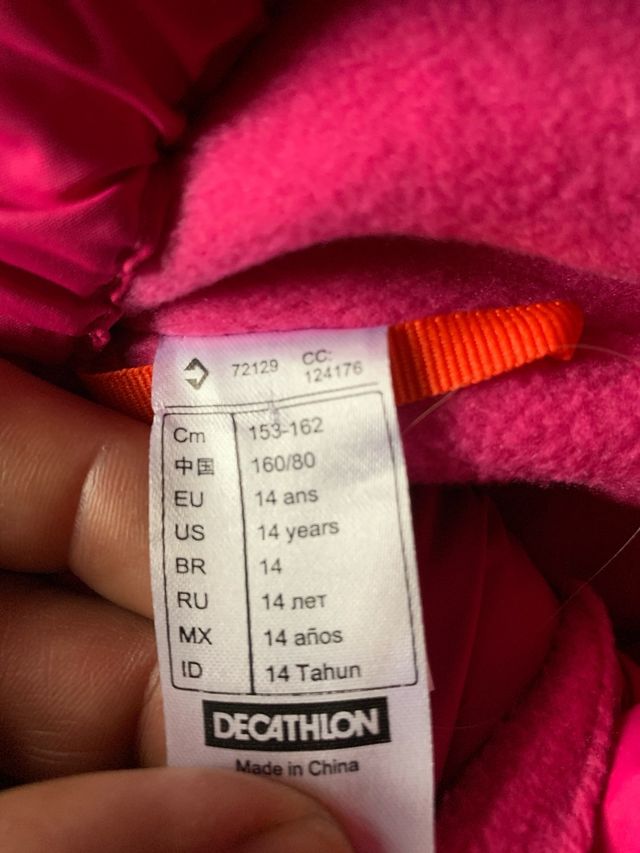 72129 CC:
124176
Cm 153-162
中国 160/80
EU 14 ans
US 14 years
BR 14
RU 14 лет
MX 14 años
ID 14 Tahun
DECATHLON
Made in China